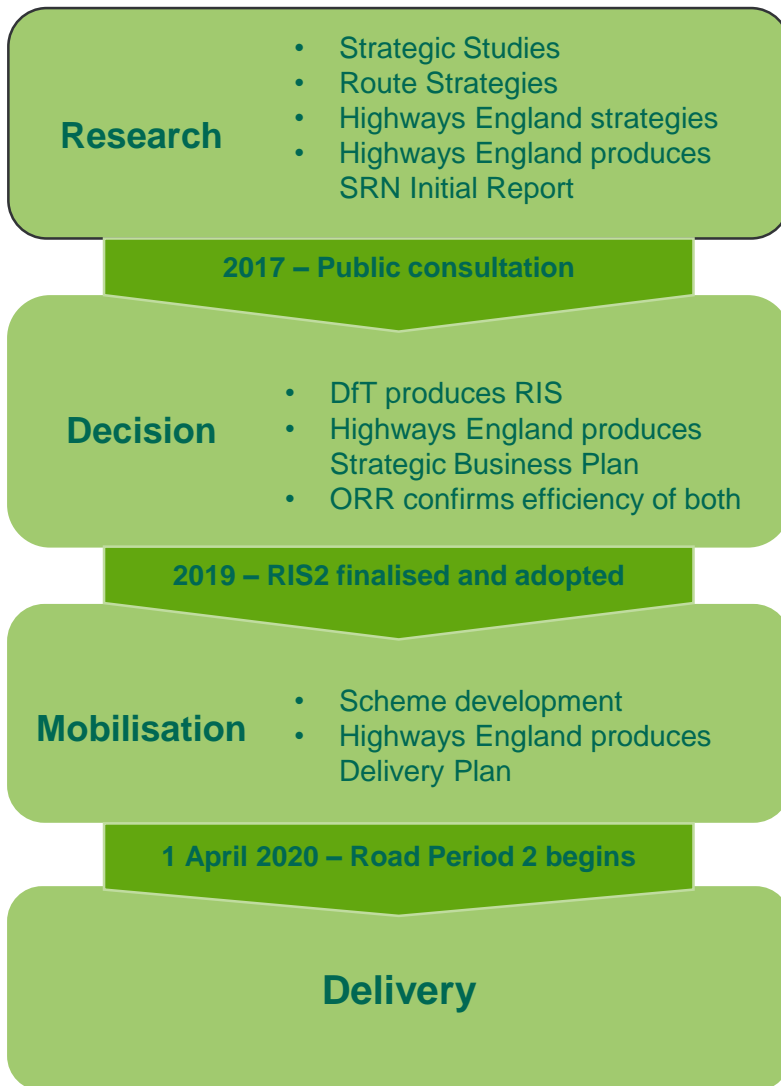 Research
• Strategic Studies
• Route Strategies
• Highways England strategies
• Highways England produces
SRN Initial Report
2017 – Public consultation
Decision
• DfT produces RIS
• Highways England produces
Strategic Business Plan
• ORR confirms efficiency of both
2019 – RIS2 finalised and adopted
Mobilisation
• Scheme development
• Highways England produces
Delivery Plan
1 April 2020 – Road Period 2 begins
Delivery